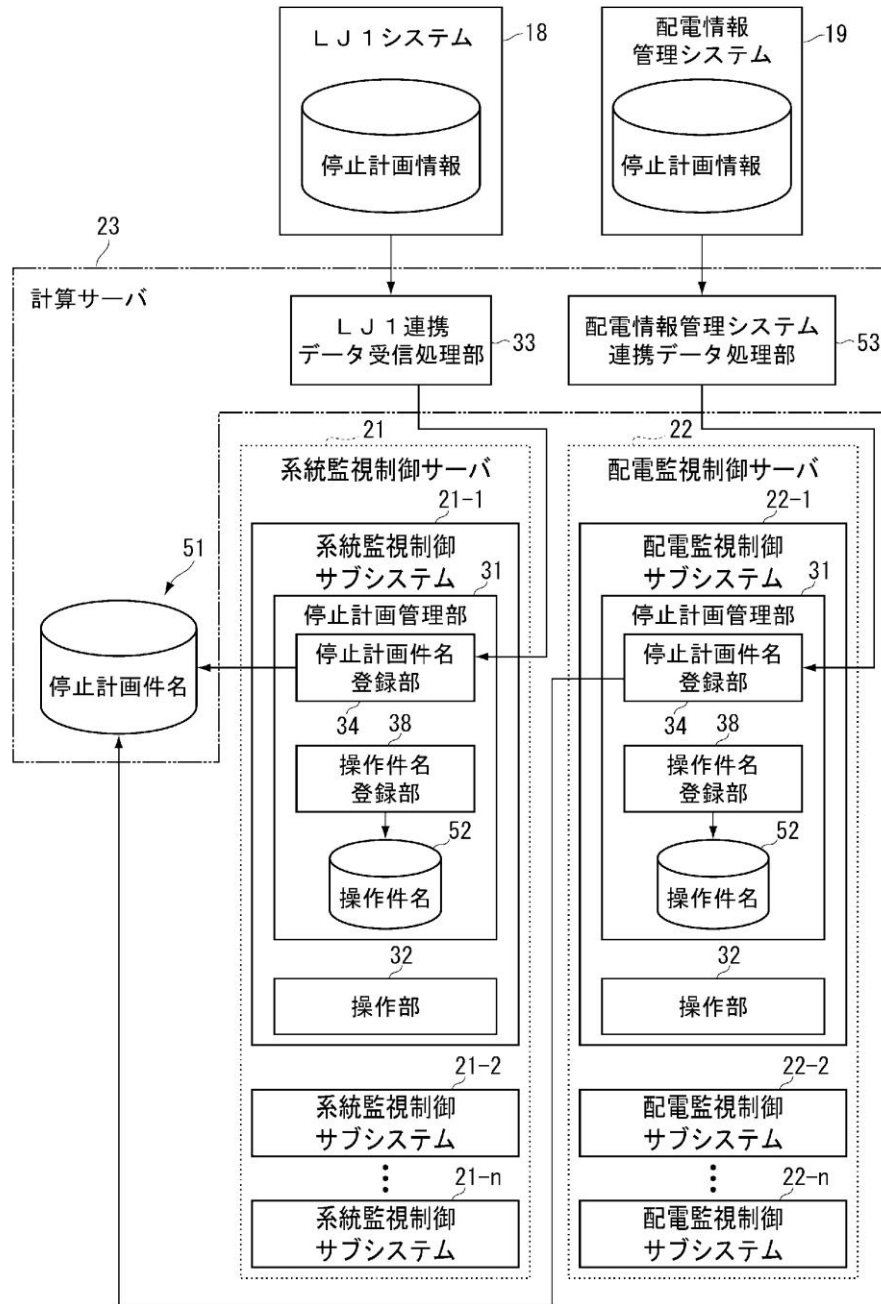 LJ1システム
18
停止計画情報
配電情報
管理システム
19
停止計画情報
23
計算サーバ
LJ1連携
データ受信処理部
33
配電情報管理システム
連携データ処理部
53
21
系統監視制御サーバ
22
配電監視制御サーバ
21-1
系統監視制御
サブシステム
31
停止計画管理部
停止計画件名
登録部
34
38
操作件名
登録部
52
操作件名
32
操作部
22-1
配電監視制御
サブシステム
31
停止計画管理部
停止計画件名
登録部
34
38
操作件名
登録部
52
操作件名
32
操作部
51
停止計画件名
21-2
系統監視制御
サブシステム
21-n
系統監視制御
サブシステム
22-2
配電監視制御
サブシステム
22-n
配電監視制御
サブシステム